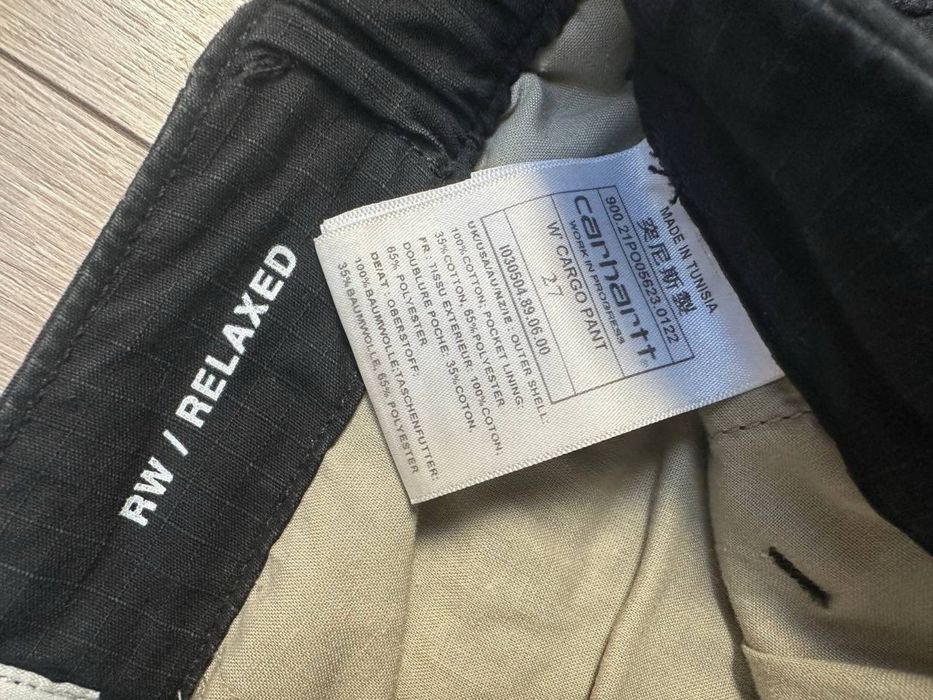 RW / RELAXED
MADE IN TUNISIA
突尼斯製
900.21PO05623.0122
carhartt®
WORK IN PROGRESS
W'CARGO PANT
27
I030504.89.06.00
UK/USA/AU/NZ/IE : OUTER SHELL:
100%COTTON, POCKET LINING:
35%COTTON, 65% POLYESTER
FR : TISSU EXTERIEUR: 100%COTON,
DOUBLURE POCHE: 35%COTON,
65% POLYESTER
DE/AT : OBERSTOFF:
100%BAUMWOLLE;TASCHENFUTTER:
35%BAUMWOLLE, 65% POLYESTER